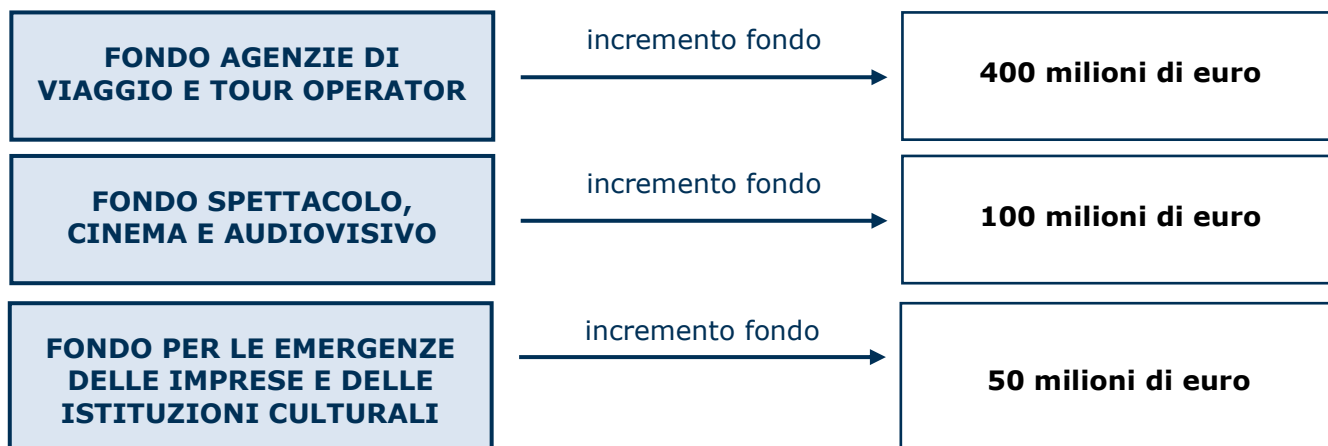 FONDO AGENZIE DI
VIAGGIO E TOUR OPERATOR
incremento fondo
400 milioni di euro
FONDO SPETTACOLO,
CINEMA E AUDIOVISIVO
incremento fondo
100 milioni di euro
FONDO PER LE EMERGENZE
DELLE IMPRESE E DELLE
ISTITUZIONI CULTURALI
incremento fondo
50 milioni di euro